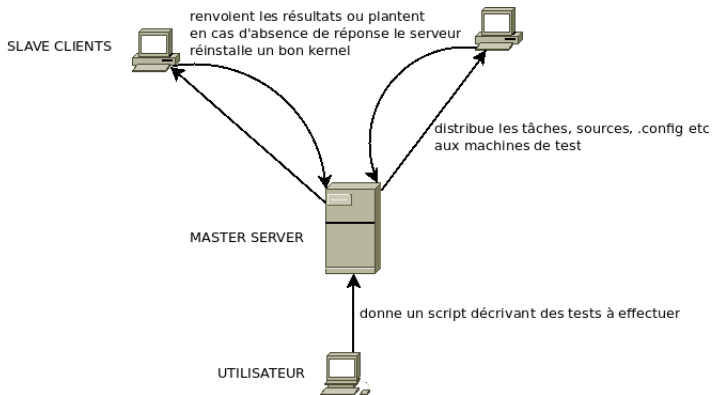 renvoient les résultats ou plantent
en cas d'absence de réponse le serveur
réinstalle un bon kernel
SLAVE CLIENTS
distribue les tâches, sources, .config etc
aux machines de test
MASTER SERVER
donne un script décrivant des tests à effectuer
UTILISATEUR